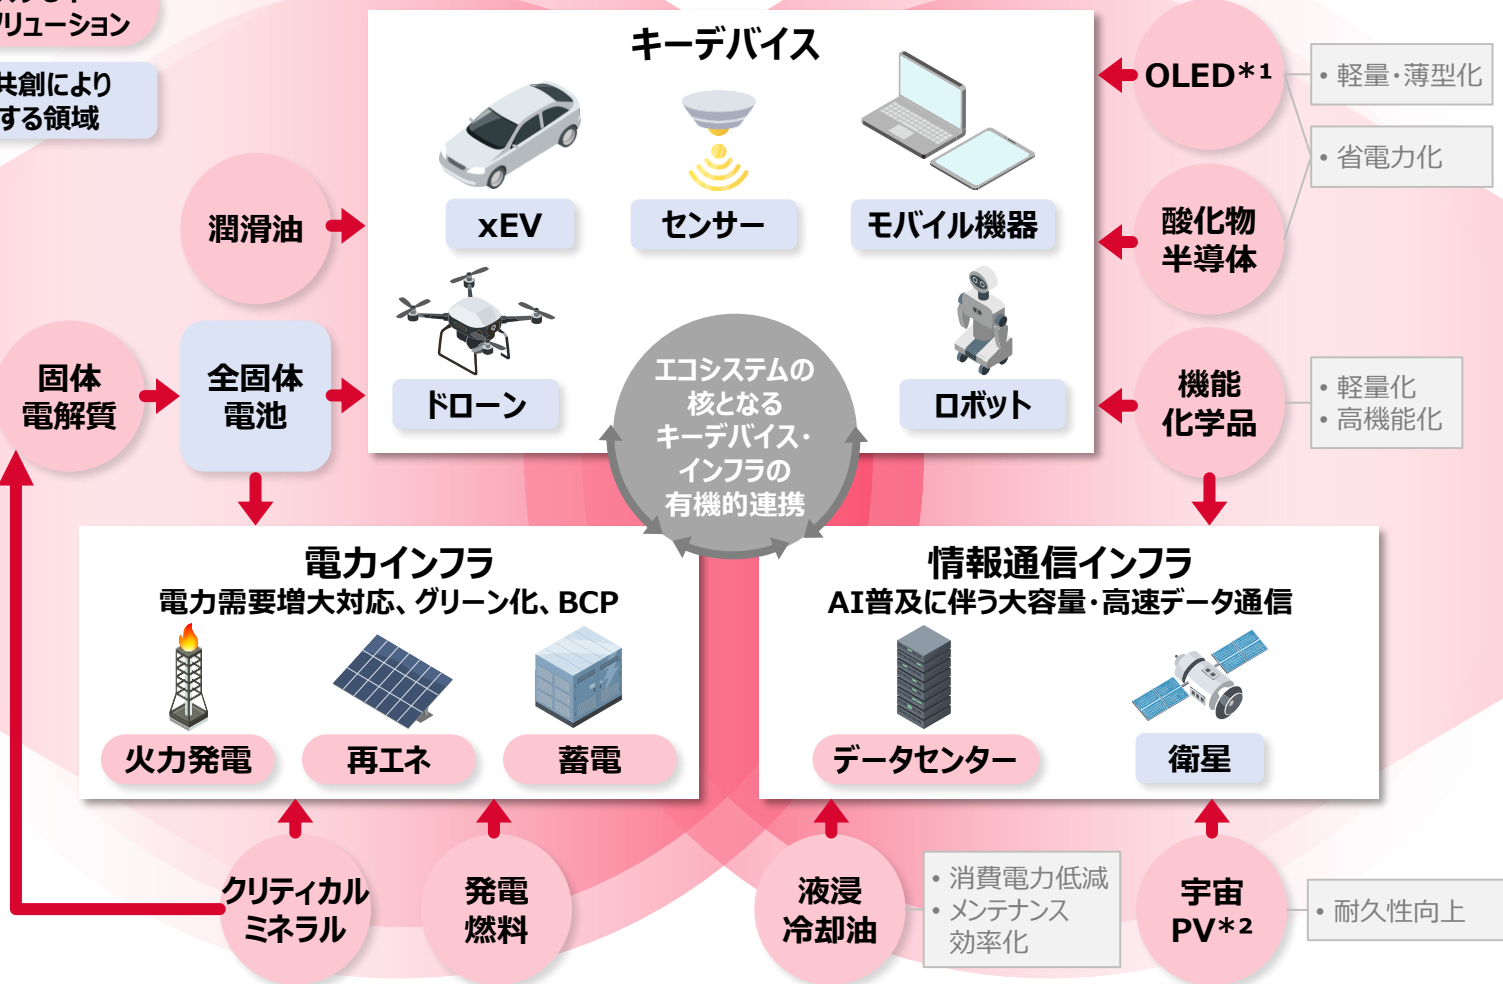 リューション
共創により
する領域
キーデバイス
xEV
センサー
モバイル機器
ドローン
ロボット
潤滑油
固体
電解質
全固体
電池
OLED*1
・軽量・薄型化
・省電力化
酸化物
半導体
機能
化学品
・軽量化
・高機能化
エコシステムの
核となる
キーデバイス・
インフラの
有機的連携
電力インフラ
電力需要増大対応、グリーン化、BCP
火力発電
再エネ
蓄電
情報通信インフラ
AI普及に伴う大容量・高速データ通信
データセンター
衛星
クリティカル
ミネラル
発電
燃料
液浸
冷却油
・消費電力低減
・メンテナンス
効率化
宇宙
PV*2
・耐久性向上